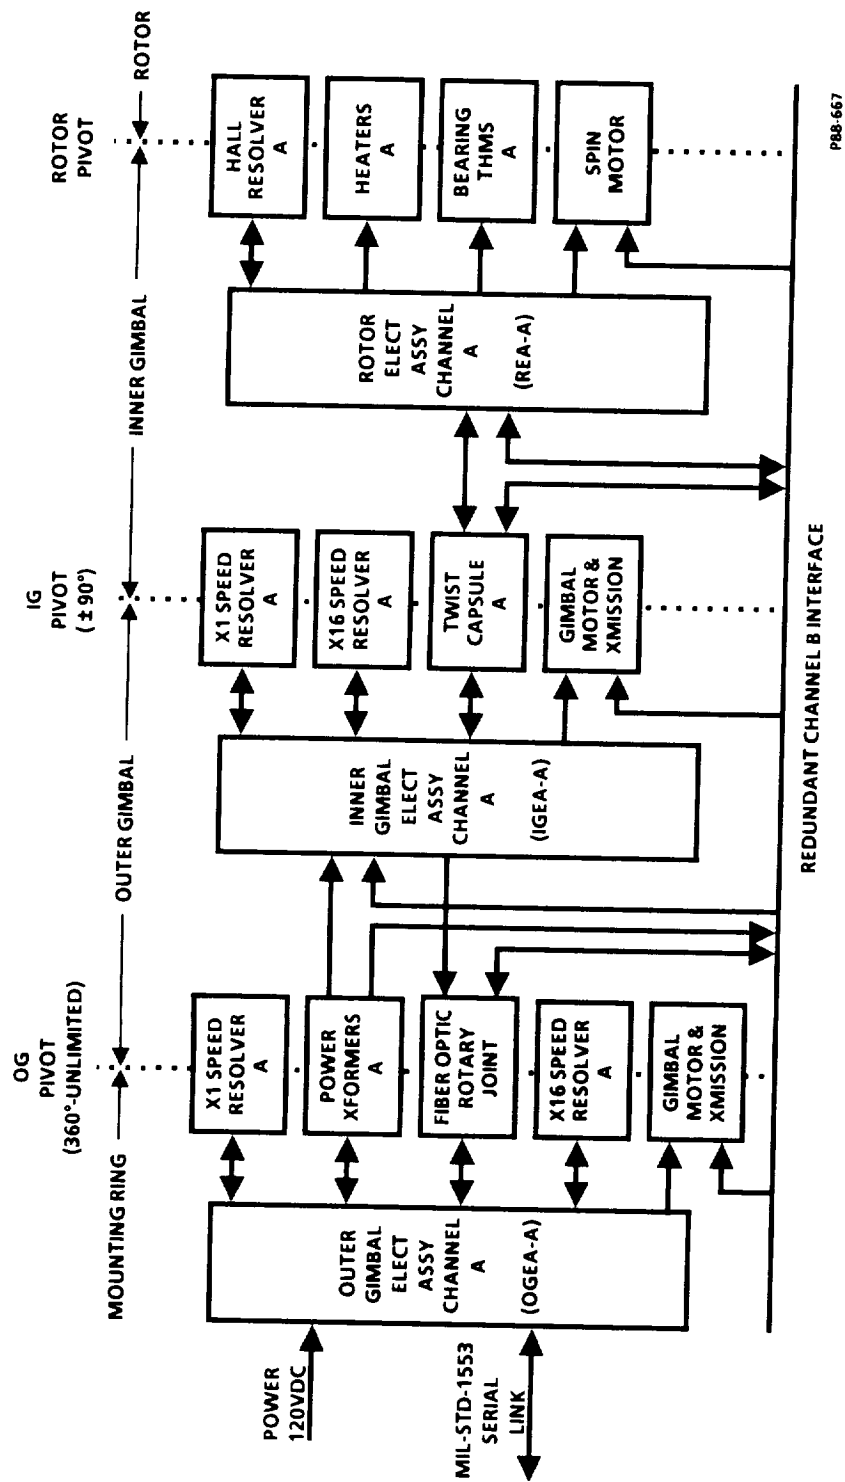 OG
PIVOT
(360°-UNLIMITED)
IG
PIVOT
(±90°)
ROTOR
PIVOT
MOUNTING RING
OUTER GIMBAL
INNER GIMBAL
ROTOR
POWER
120VDC
MIL-STD-1553
SERIAL
LINK
OUTER
GIMBAL
ELECT
ASSY
CHANNEL
A
(OGEA-A)
X1 SPEED
RESOLVER
A
POWER
XFORMERS
A
FIBER OPTIC
ROTARY
JOINT
X16 SPEED
RESOLVER
A
GIMBAL
MOTOR &
XMISSION
INNER
GIMBAL
ELECT
ASSY
CHANNEL
A
(IGEA-A)
X1 SPEED
RESOLVER
A
X16 SPEED
RESOLVER
A
TWIST
CAPSULE
A
GIMBAL
MOTOR &
XMISSION
ROTOR
ELECT
ASSY
CHANNEL
A
(REA-A)
HALL
RESOLVER
A
HEATERS
A
BEARING
THMS
A
SPIN
MOTOR
REDUNDANT CHANNEL B INTERFACE
P88-667